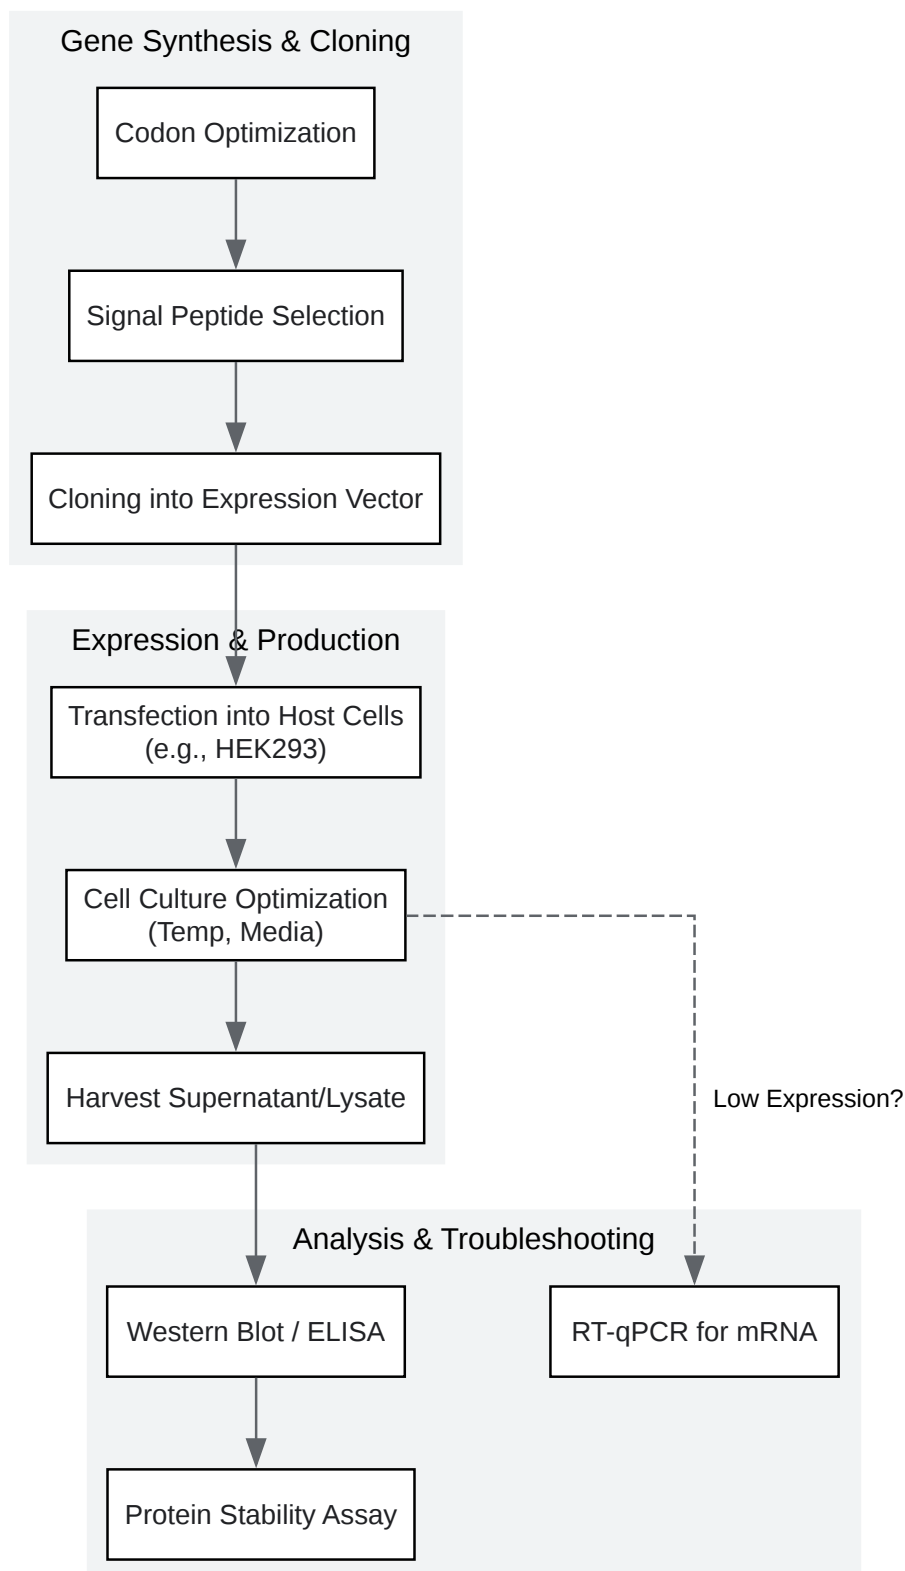 Gene Synthesis & Cloning
Codon Optimization
Signal Peptide Selection
Cloning into Expression Vector
Expression & Production
Transfection into Host Cells
(e.g., HEK293)
Cell Culture Optimization
(Temp, Media)
Harvest Supernatant/Lysate
Low Expression?
Analysis & Troubleshooting
Western Blot / ELISA
RT-qPCR for mRNA
Protein Stability Assay